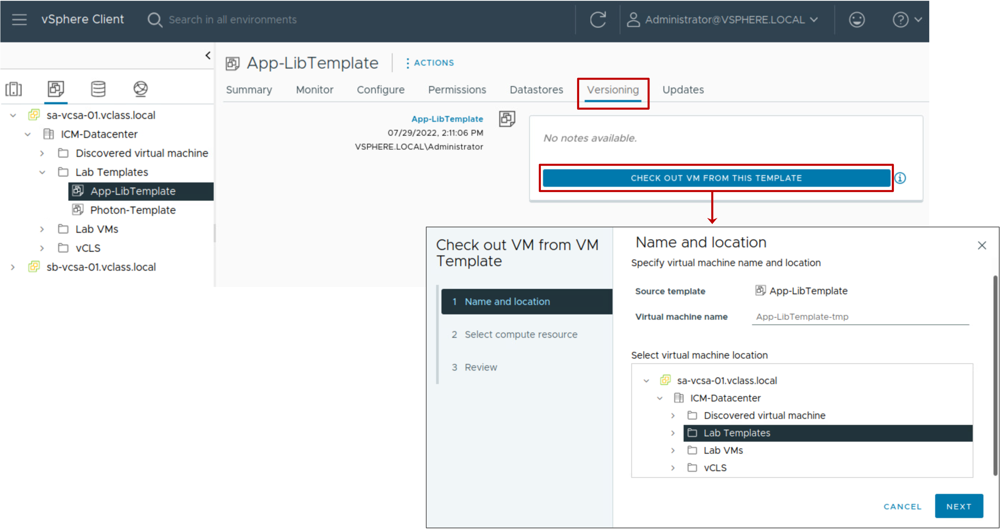 vSphere Client
Search in all environments
Administrator@VSPHERE.LOCAL
App-LibTemplate
ACTIONS
Summary
Monitor
Configure
Permissions
Datastores
Versioning
Updates
sa-vcsa-01.vclass.local
ICM-Datacenter
Discovered virtual machine
Lab Templates
App-LibTemplate
Photon-Template
Lab VMs
vCLS
sb-vcsa-01.vclass.local
App-LibTemplate
07/29/2022, 2:11:06 PM
VSPHERE.LOCAL\Administrator
No notes available.
CHECK OUT VM FROM THIS TEMPLATE
Check out VM from VM
Template
1 Name and location
2 Select compute resource
3 Review
Name and location
Specify virtual machine name and location
Source template App-LibTemplate
Virtual machine name App-LibTemplate-tmp
Select virtual machine location
sa-vcsa-01.vclass.local
ICM-Datacenter
Discovered virtual machine
Lab Templates
Lab VMs
vCLS
CANCEL
NEXT